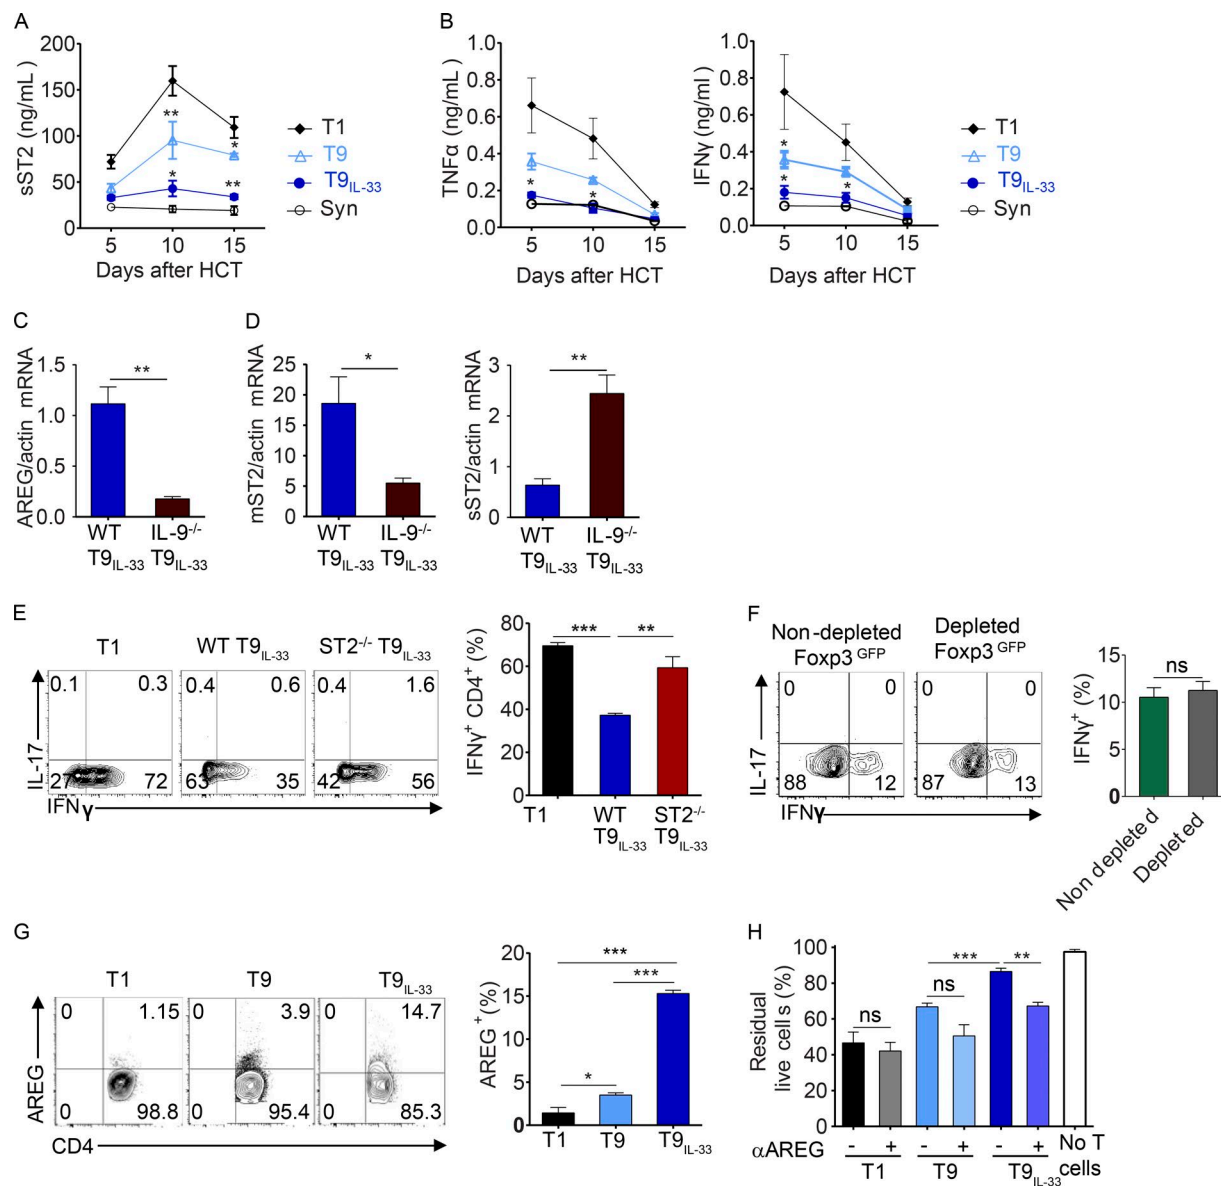 A
sST2 (ng/mL)
200
150
100
50
0
**
*
*
**
5 10 15
Days after HCT
T1
T9
T9IL-33
Syn
B
TNFα (ng/mL )
1.0
0.8
0.6
0.4
0.2
0.0
*
*
5 10 15
Days after HCT
IFNγ (ng/ml )
1.0
0.8
0.6
0.4
0.2
0.0
*
*
*
5 10 15
Days after HCT
T1
T9
T9IL-33
Syn
C
AREG/actin mRNA
1.5
1.0
0.5
0.0
**
WT IL-9-/-
T9IL-33 T9IL-33
D
mST2/actin mRNA
25
20
15
10
5
0
*
WT IL-9-/-
T9IL-33 T9IL-33
sST2/actin mRNA
3
2
1
0
**
WT IL-9-/-
T9IL-33 T9IL-33
E
T1 WT T9IL-33 ST2-/- T9IL-33
0.1 0.3 0.4 0.6 0.4 1.6
27 72 63 35 42 56
IL-17
IFNγ
IFNγ+ CD4+ (%)
80
60
40
20
0
*** **
T1 WT ST2-/-
T9IL-33 T9IL-33
F
Non-depleted Depleted
Foxp3GFP Foxp3GFP
0 0 0 0
88 12 87 13
IL-17
IFNγ
IFNγ+ (%)
15
10
5
0
ns
Non depleted
Depleted
G
T1 T9 T9IL-33
0 1.15 0 3.9 0 14.7
0 98.8 0 95.4 0 85.3
AREG
CD4
AREG+(%)
20
15
10
5
0
***
***
*
T1 T9 T9IL-33
H
Residual
live cells (%)
100
80
60
40
20
0
ns
ns
***
**
αAREG - + - + - + No T
T1 T9 T9IL-33 cells